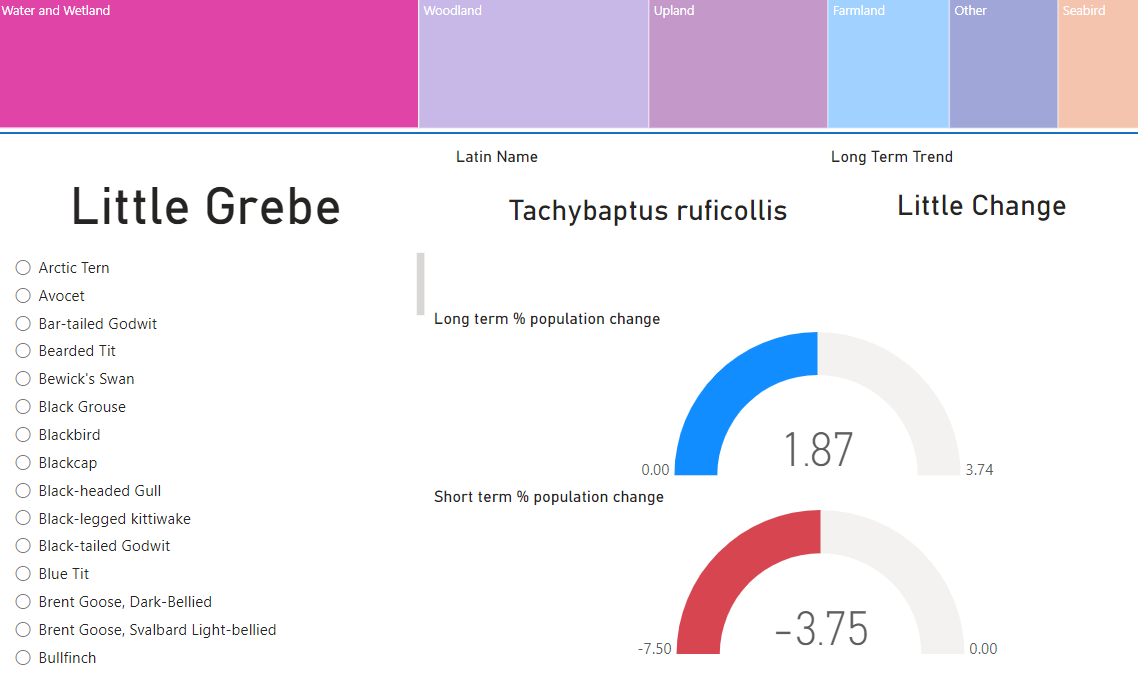 Water and Wetland
Woodland
Upland
Farmland
Other
Seabird
Latin Name
Long Term Trend
Little Grebe
Tachybaptus ruficollis
Little Change
Arctic Tern
Avocet
Bar-tailed Godwit
Bearded Tit
Bewick's Swan
Black Grouse
Blackbird
Blackcap
Black-headed Gull
Black-legged kittiwake
Black-tailed Godwit
Blue Tit
Brent Goose, Dark-Bellied
Brent Goose, Svalbard Light-bellied
Bullfinch
Long term % population change
1.87
0.00
3.74
Short term % population change
-3.75
-7.50
0.00